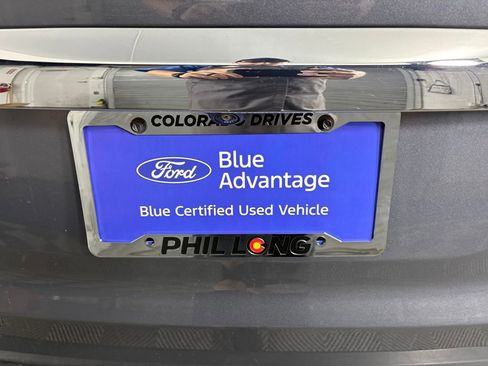 COLORADO DRIVES
Ford
Blue
Advantage
Blue Certified Used Vehicle
PHIL LONG